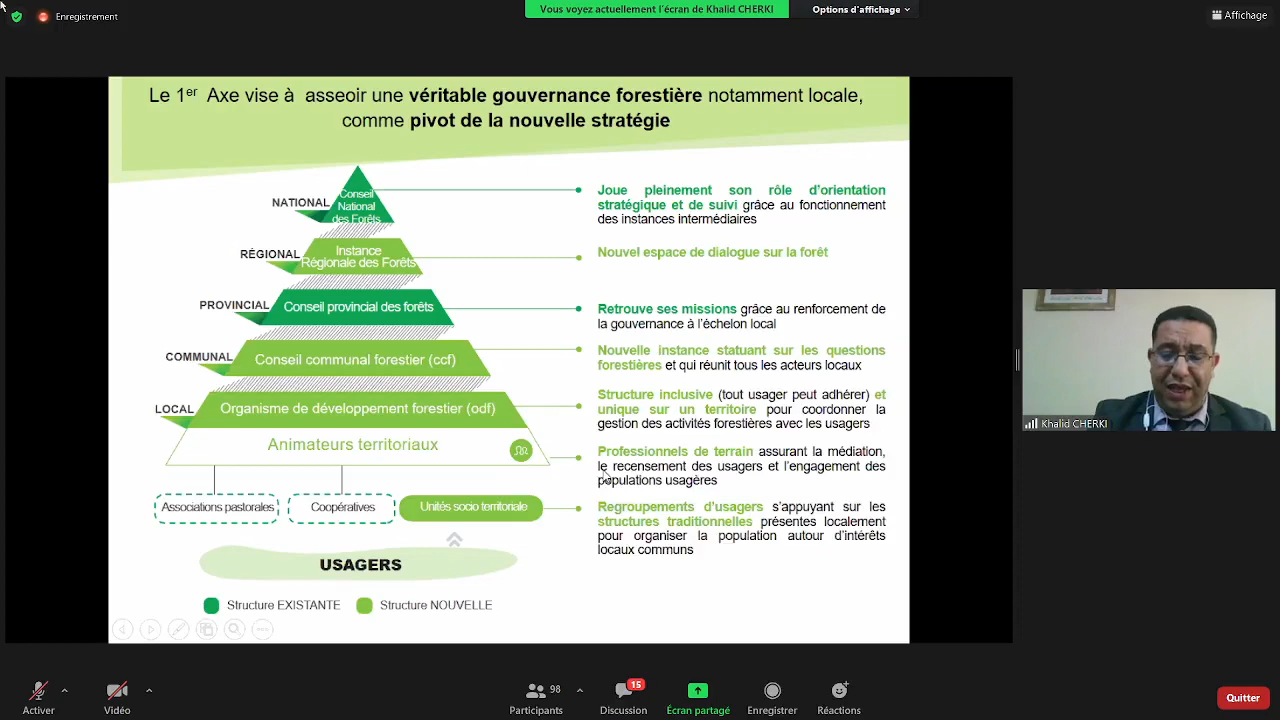 Enregistrement
Vous voyez actuellement l'écran de Khalid CHERKI
Options d'affichage
Affichage
Le 1er Axe vise à asseoir une véritable gouvernance forestière notamment locale,
comme pivot de la nouvelle stratégie
NATIONAL
Conseil
National
des Forêts
Joue pleinement son rôle d'orientation
stratégique et de suivi grâce au fonctionnement
des instances intermédiaires
RÉGIONAL
Instance
Régionale des Forêts
Nouvel espace de dialogue sur la forêt
PROVINCIAL
Conseil provincial des forêts
Retrouve ses missions grâce au renforcement de
la gouvernance à l'échelon local
COMMUNAL
Conseil communal forestier (ccf)
Nouvelle instance statuant sur les questions
forestières et qui réunit tous les acteurs locaux
LOCAL
Organisme de développement forestier (odf)
Structure inclusive (tout usager peut adhérer) et
unique sur un territoire pour coordonner la
gestion des activités forestières avec les usagers
Animateurs territoriaux
Professionnels de terrain assurant la médiation,
le recensement des usagers et l'engagement des
populations usagères
Associations pastorales
Coopératives
Unités socio territoriale
Regroupements d'usagers s'appuyant sur les
structures traditionnelles présentes localement
pour organiser la population autour d'intérêts
locaux communs
USAGERS
Structure EXISTANTE
Structure NOUVELLE
Khalid CHERKI
Activer
Vidéo
98
Participants
15
Discussion
Écran partagé
Enregistrer
Réactions
Quitter